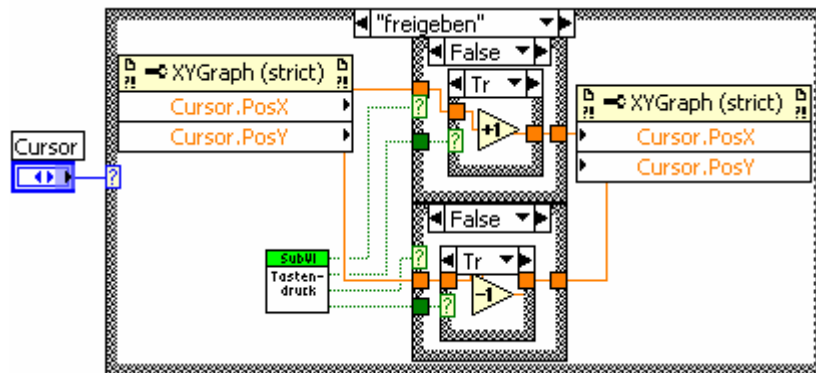 "freigeben"
False
XYGraph (strict)
Cursor.PosX
Cursor.PosY
Tr
+1
XYGraph (strict)
Cursor.PosX
Cursor.PosY
Cursor
False
SubVI
Tasten-
druck
Tr
-1